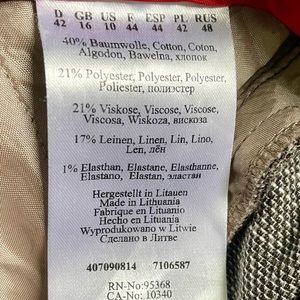 D GB US F ESP PL RUS
42 16 10 44 44 42 48
40% Baumwolle, Cotton, Coton,
Algodon, Bawelna, хлопок
21% Polyester, Polyester, Polyester,
Poliester, полиэстер
21% Viskose, Viscose, Viscose,
Viscosa, Wiskoza, вискоза
17% Leinen, Linen, Lin, Lino,
Len, лён
1% Elasthan, Elastane, Elasthanne,
Elastano, Elastan, эластан
Hergestellt in Litauen
Made in Lithuania
Fabrique en Lituanie
Hecho en Lituania
Wyprodukowano w Litwie
Сделано в Литве
407090814 7106587
RN-No:95368
CA-No: 10340